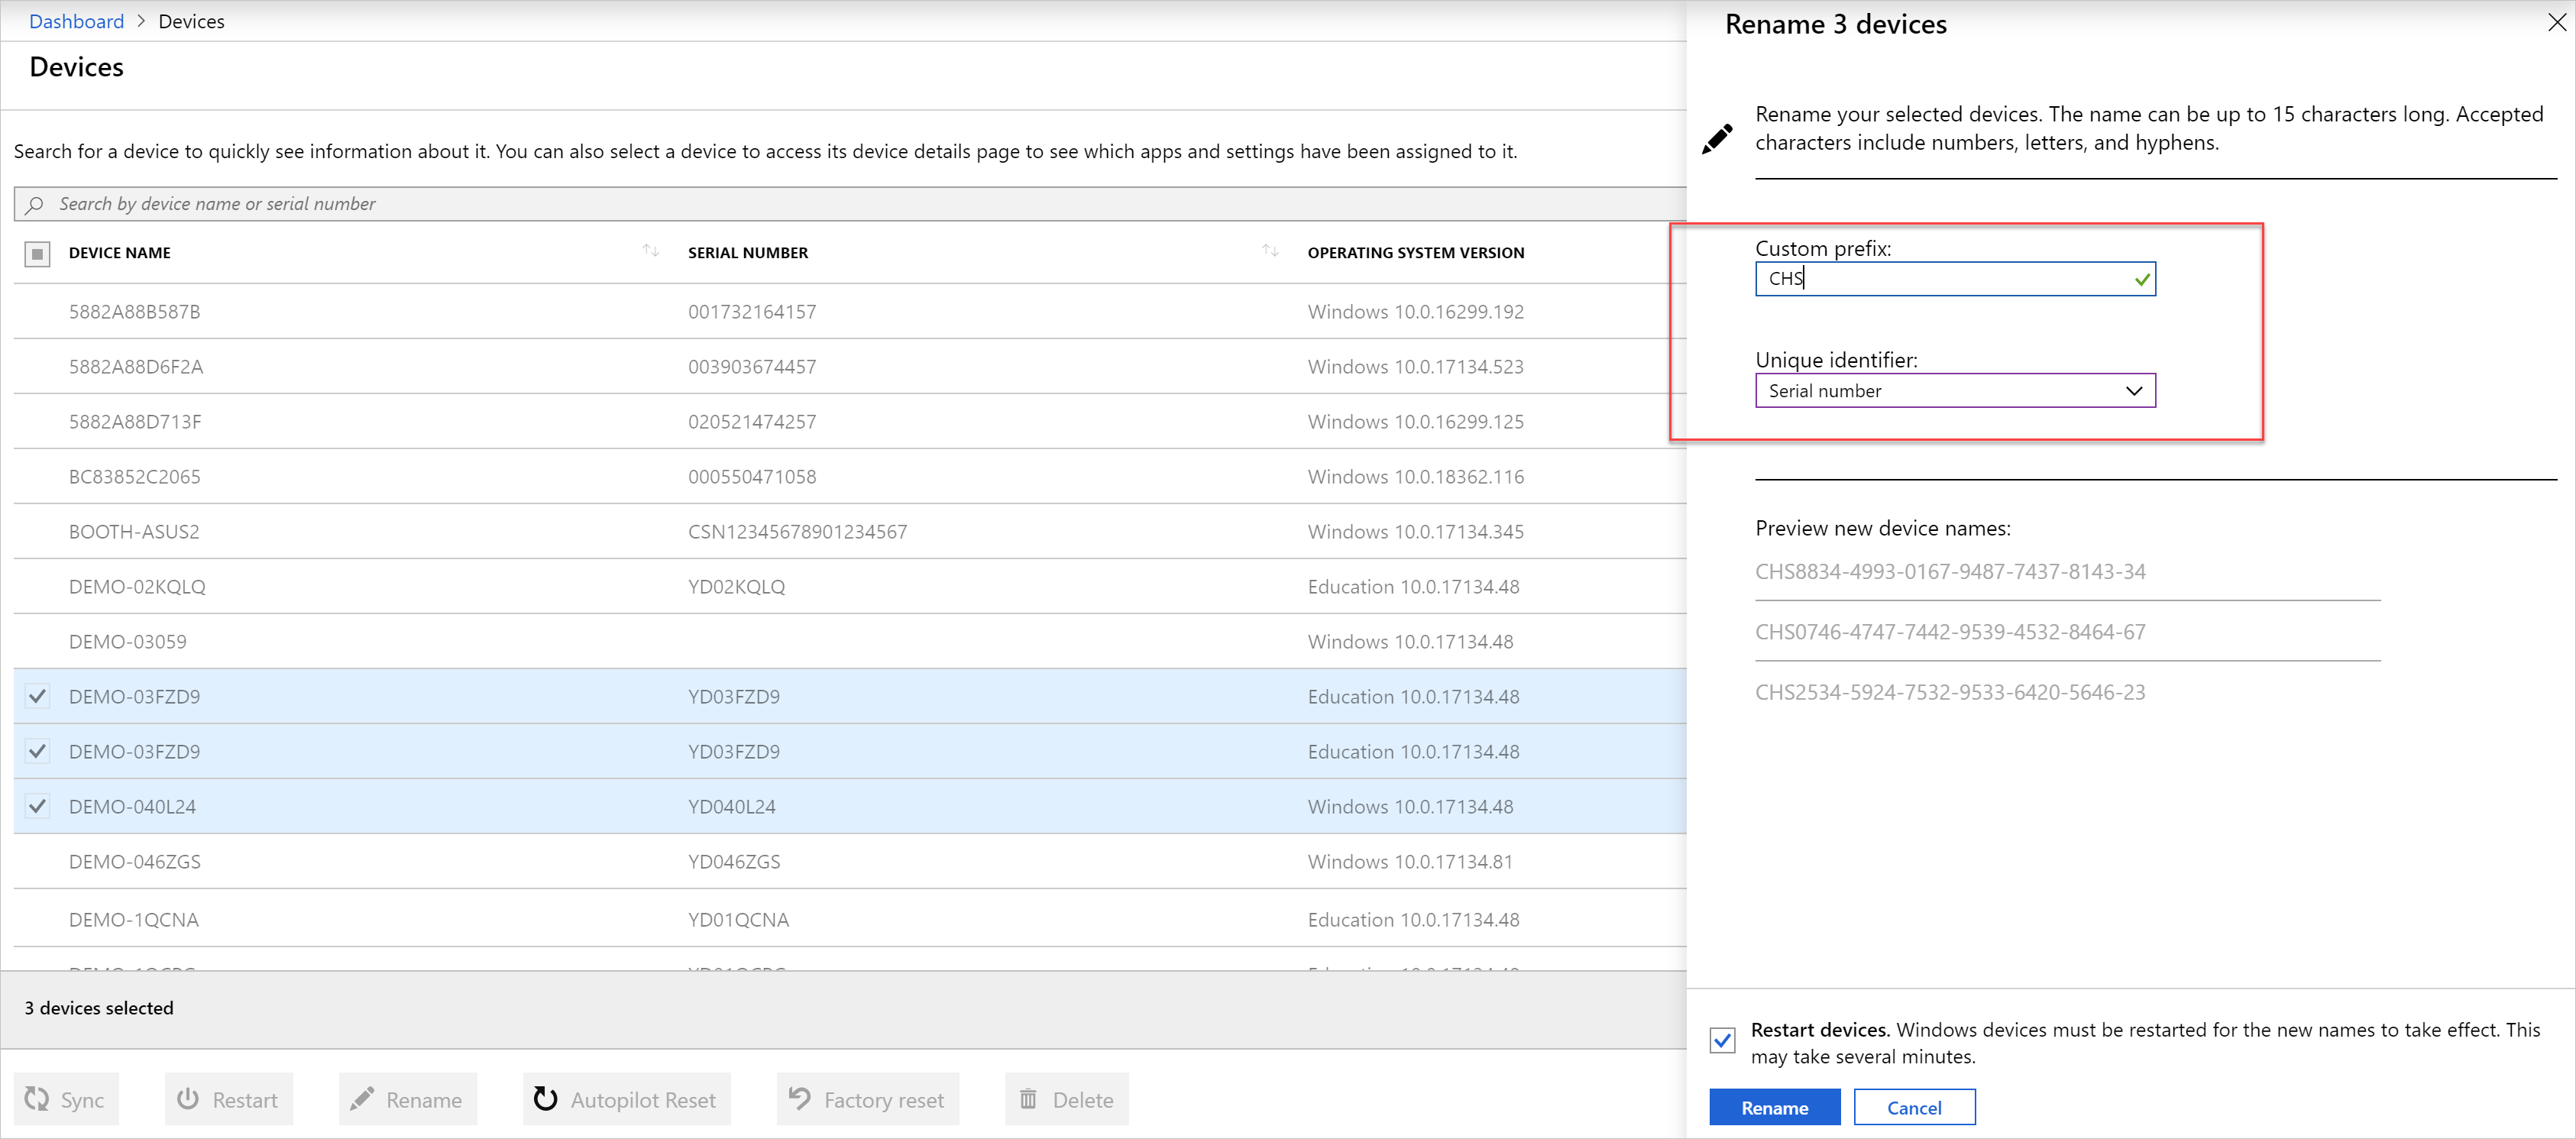 Dashboard > Devices
Devices
Search for a device to quickly see information about it. You can also select a device to access its device details page to see which apps and settings have been assigned to it.
Search by device name or serial number
DEVICE NAME SERIAL NUMBER OPERATING SYSTEM VERSION
5882A88B587B 001732164157 Windows 10.0.16299.192
5882A88D6F2A 003903674457 Windows 10.0.17134.523
5882A88D713F 020521474257 Windows 10.0.16299.125
BC83852C2065 000550471058 Windows 10.0.18362.116
BOOTH-ASUS2 CSN12345678901234567 Windows 10.0.17134.345
DEMO-02KQLQ YD02KQLQ Education 10.0.17134.48
DEMO-03059 Windows 10.0.17134.48
DEMO-03FZD9 YD03FZD9 Education 10.0.17134.48
DEMO-03FZD9 YD03FZD9 Education 10.0.17134.48
DEMO-040L24 YD040L24 Windows 10.0.17134.48
DEMO-046ZGS YD046ZGS Windows 10.0.17134.81
DEMO-1QCNA YD01QCNA Education 10.0.17134.48
3 devices selected
Sync Restart Rename Autopilot Reset Factory reset Delete
Rename 3 devices
Rename your selected devices. The name can be up to 15 characters long. Accepted
characters include numbers, letters, and hyphens.
Custom prefix:
CHS
Unique identifier:
Serial number
Preview new device names:
CHS8834-4993-0167-9487-7437-8143-34
CHS0746-4747-7442-9539-4532-8464-67
CHS2534-5924-7532-9533-6420-5646-23
Restart devices. Windows devices must be restarted for the new names to take effect. This
may take several minutes.
Rename Cancel